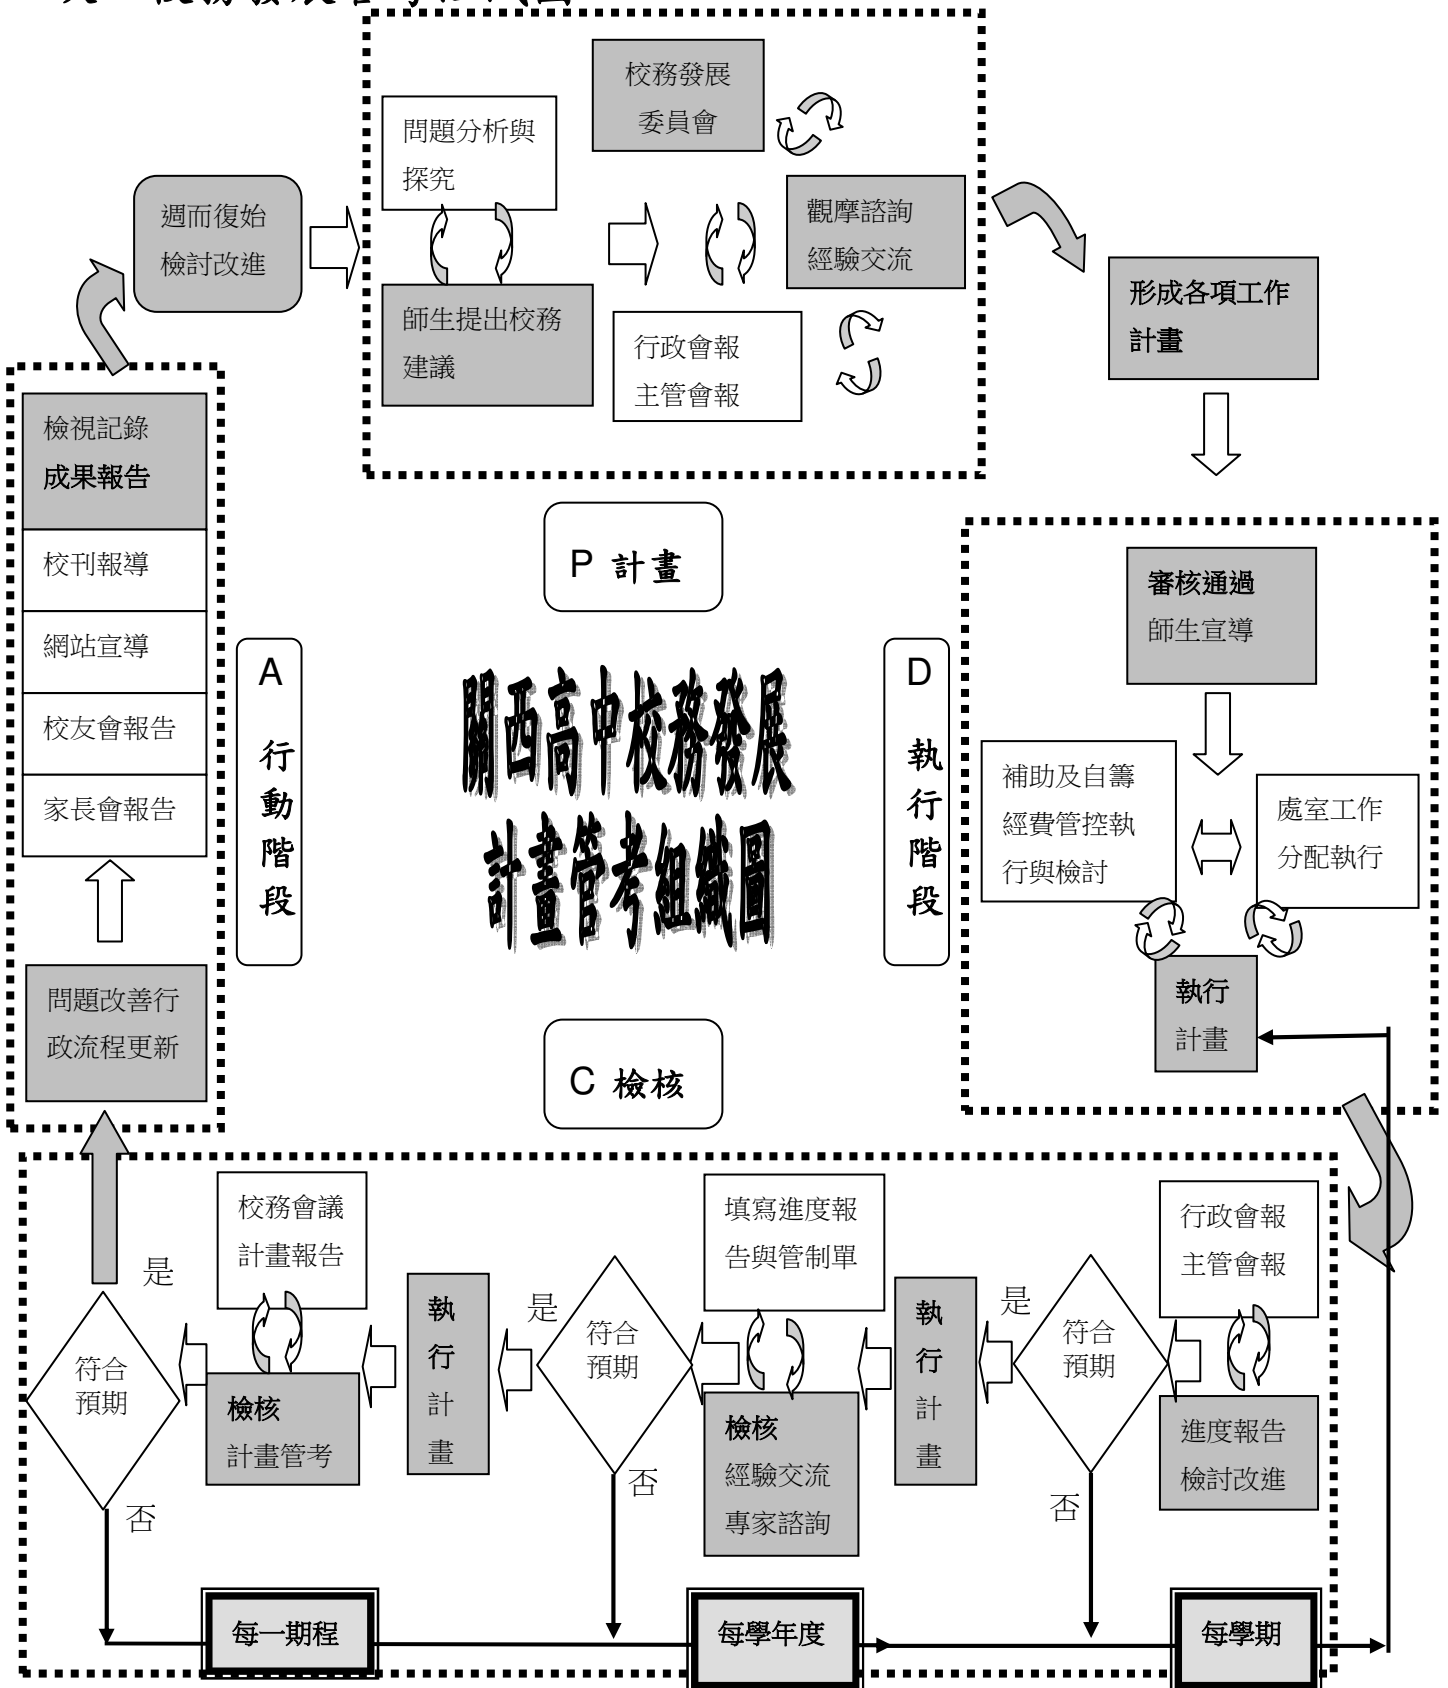 校務發展
委員會
問題分析與
探究
觀摩諮詢
經驗交流
師生提出校務
建議
行政會報
主管會報
週而復始
檢討改進
形成各項工作
計畫
檢視記錄
成果報告
校刊報導
網站宣導
校友會報告
家長會報告
問題改善行
政流程更新
P 計畫
A
行
動
階
段
關西高中校務發展
計畫管考組織圖
D
執
行
階
段
C 檢核
審核通過
師生宣導
補助及自籌
經費管控執
行與檢討
處室工作
分配執行
執行
計畫
校務會議
計畫報告
填寫進度報
告與管制單
行政會報
主管會報
是
符合
預期
否
檢核
計畫管考
執
行
計
畫
是
符合
預期
否
檢核
經驗交流
專家諮詢
執
行
計
畫
是
符合
預期
否
進度報告
檢討改進
每一期程
每學年度
每學期